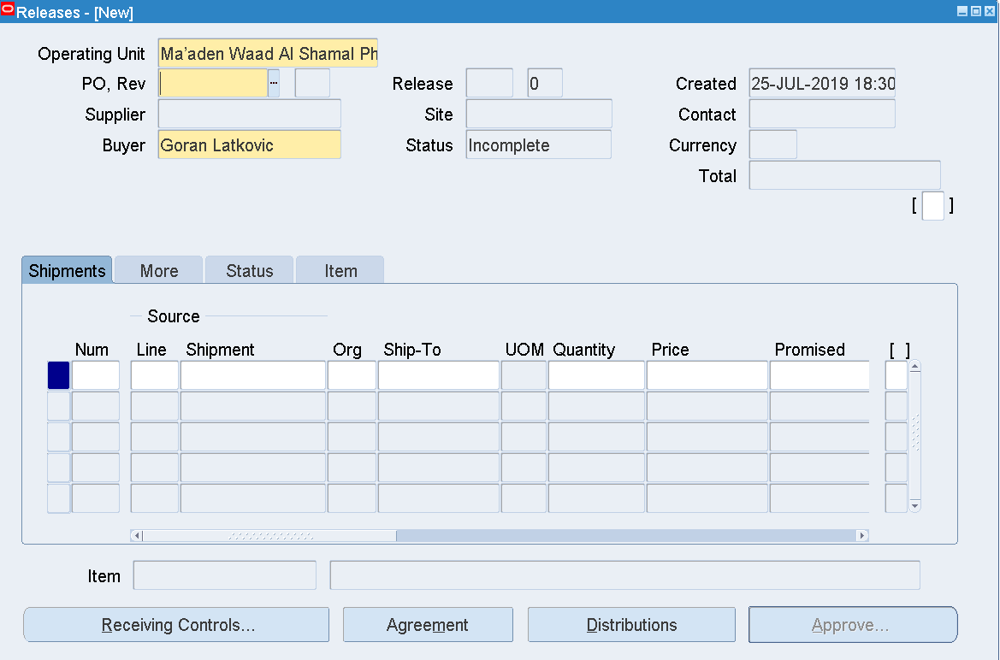 Releases - [New]
Operating Unit Ma'aden Waad Al Shamal Ph
PO, Rev ... Release 0 Created 25-JUL-2019 18:30
Supplier Site Contact
Buyer Goran Latkovic Status Incomplete Currency
Total
[ ]
Shipments More Status Item
Source
Num Line Shipment Org Ship-To UOM Quantity Price Promised [ ]
Item
Receiving Controls... Agreement Distributions Approve...